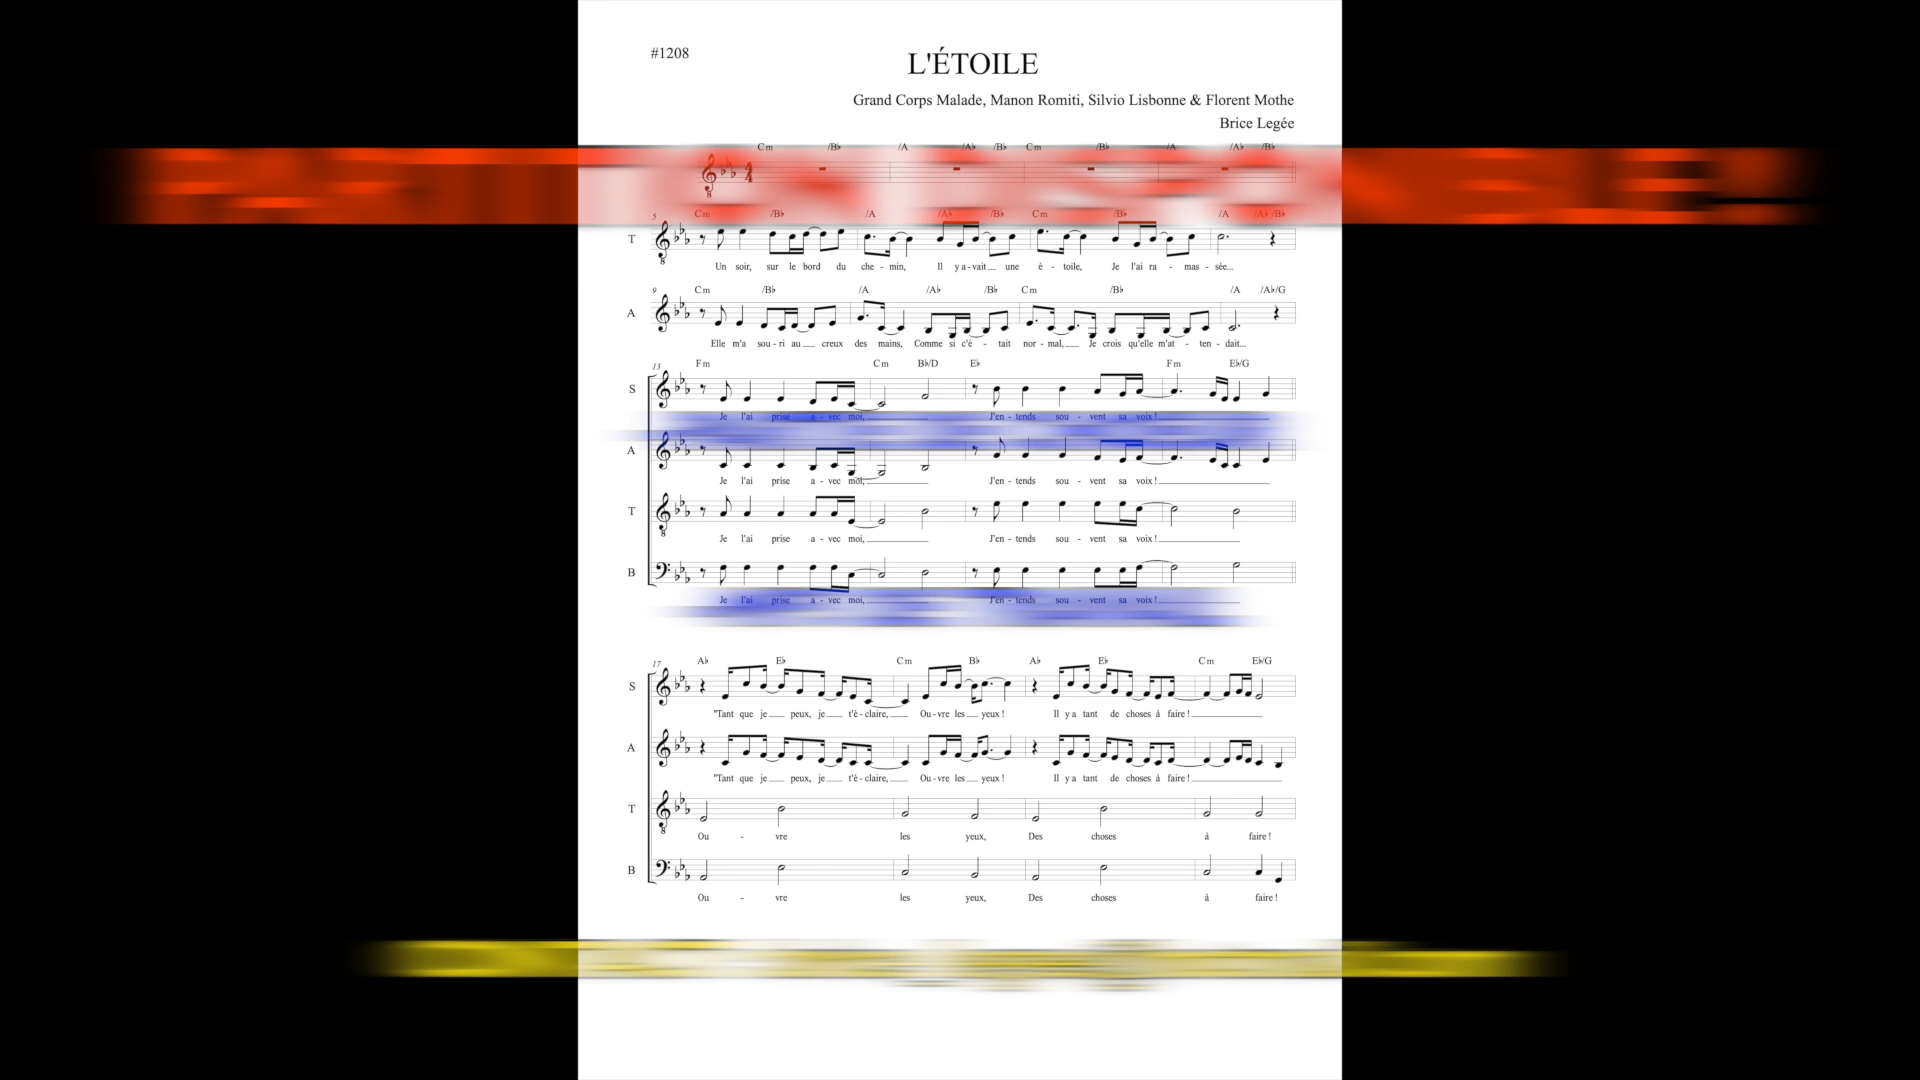 #1208
L'ÉTOILE
Grand Corps Malade, Manon Romiti, Silvio Lisbonne & Florent Mothe
Brice Legée
Cm /B♭ /A /A♭ /B♭ Cm /B♭ /A /A♭ /B♭
5 Cm /B♭ /A /A♭ /B♭ Cm /B♭ /A /A♭ /B♭
T
Un soir, sur le bord du che - min, Il y a - vait une é - toile, Je l'ai ra - mas - sée...
9 Cm /B♭ /A /A♭ /B♭ Cm /B♭ /A /A♭/G
A
Elle m'a sou - ri au creux des mains, Comme si c'é - tait nor - mal, Je crois qu'elle m'at - ten - dait...
13 Fm Cm B♭/D E♭ Fm E♭/G
S
Je l'ai prise a - vec moi, J'en - tends sou - vent sa voix !
A
Je l'ai prise a - vec moi, J'en - tends sou - vent sa voix !
T
Je l'ai prise a - vec moi, J'en - tends sou - vent sa voix !
B
Je l'ai prise a - vec moi, J'en - tends sou - vent sa voix !
17 A♭ E♭ Cm B♭ A♭ E♭ Cm E♭/G
S
"Tant que je peux, je t'é - claire, Ou - vre les yeux ! Il y a tant de choses à faire !
A
"Tant que je peux, je t'é - claire, Ou - vre les yeux ! Il y a tant de choses à faire !
T
Ou - vre les yeux, Des choses à faire !
B
Ou - vre les yeux, Des choses à faire !